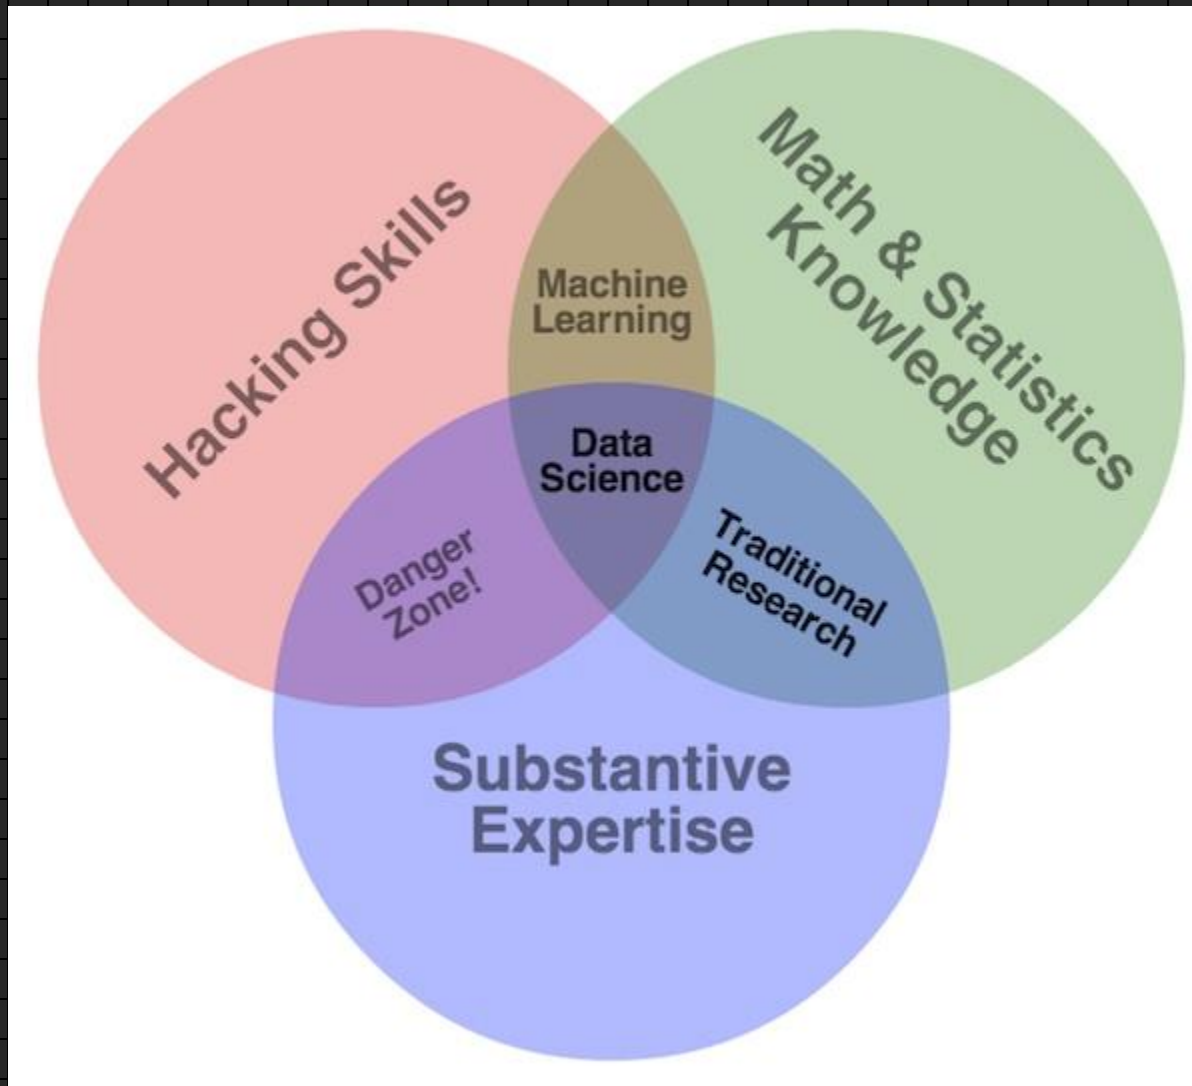 Hacking Skills
Math & Statistics
Knowledge
Machine
Learning
Data
Science
Danger
Zone!
Traditional
Research
Substantive
Expertise